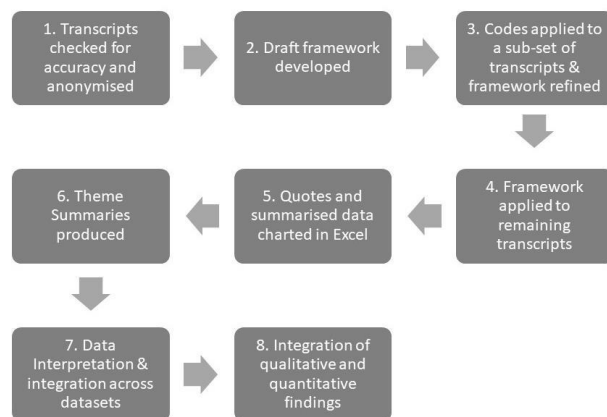 1. Transcripts
checked for
accuracy and
anonymised
2. Draft framework
developed
3. Codes applied to
a sub-set of
transcripts &
framework refined
4. Framework
applied to
remaining
transcripts
5. Quotes and
summarised data
charted in Excel
6. Theme
Summaries
produced
7. Data
Interpretation &
integration across
datasets
8. Integration of
qualitative and
quantitative
findings